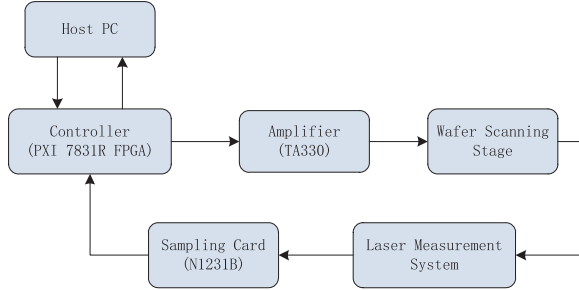 Host PC
Controller
(PXI 7831R FPGA)
Amplifier
(TA330)
Wafer Scanning
Stage
Sampling Card
(N1231B)
Laser Measurement
System